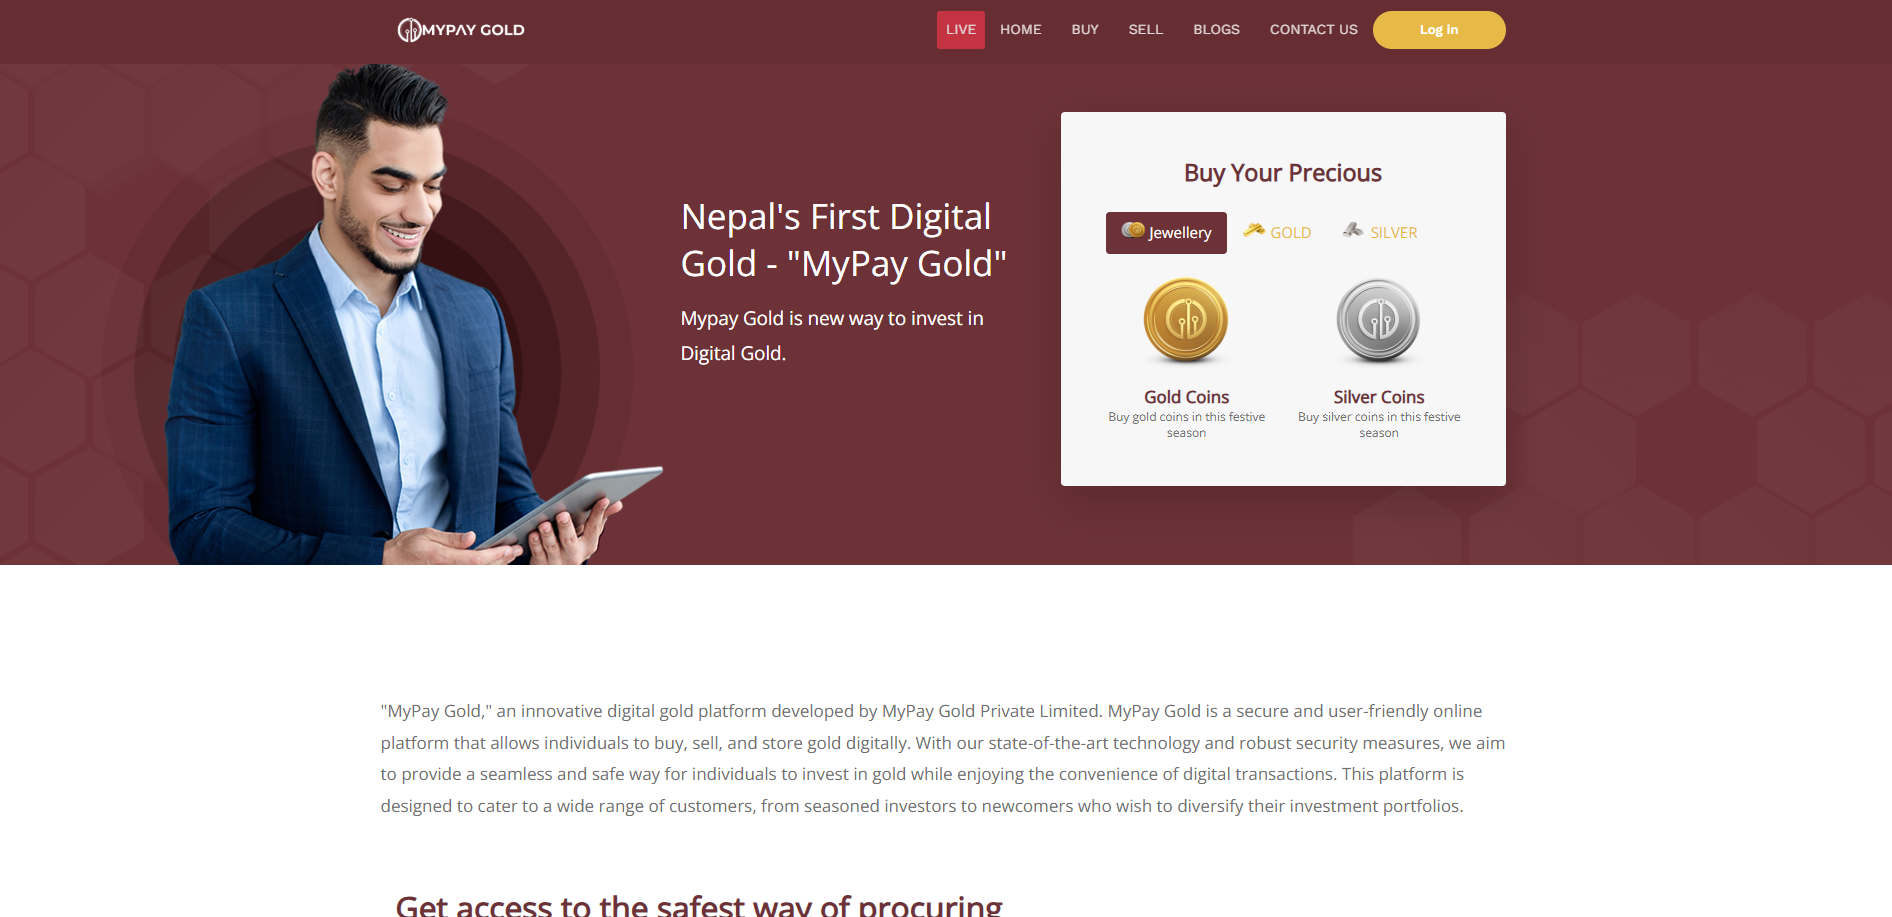 MYPAY GOLD
LIVE HOME BUY SELL BLOGS CONTACT US Log in
Nepal's First Digital
Gold - "MyPay Gold"
Mypay Gold is new way to invest in
Digital Gold.
Buy Your Precious
Jewellery GOLD SILVER
Gold Coins
Buy gold coins in this festive
season
Silver Coins
Buy silver coins in this festive
season
"MyPay Gold," an innovative digital gold platform developed by MyPay Gold Private Limited. MyPay Gold is a secure and user-friendly online
platform that allows individuals to buy, sell, and store gold digitally. With our state-of-the-art technology and robust security measures, we aim
to provide a seamless and safe way for individuals to invest in gold while enjoying the convenience of digital transactions. This platform is
designed to cater to a wide range of customers, from seasoned investors to newcomers who wish to diversify their investment portfolios.
Get access to the safest way of procuring